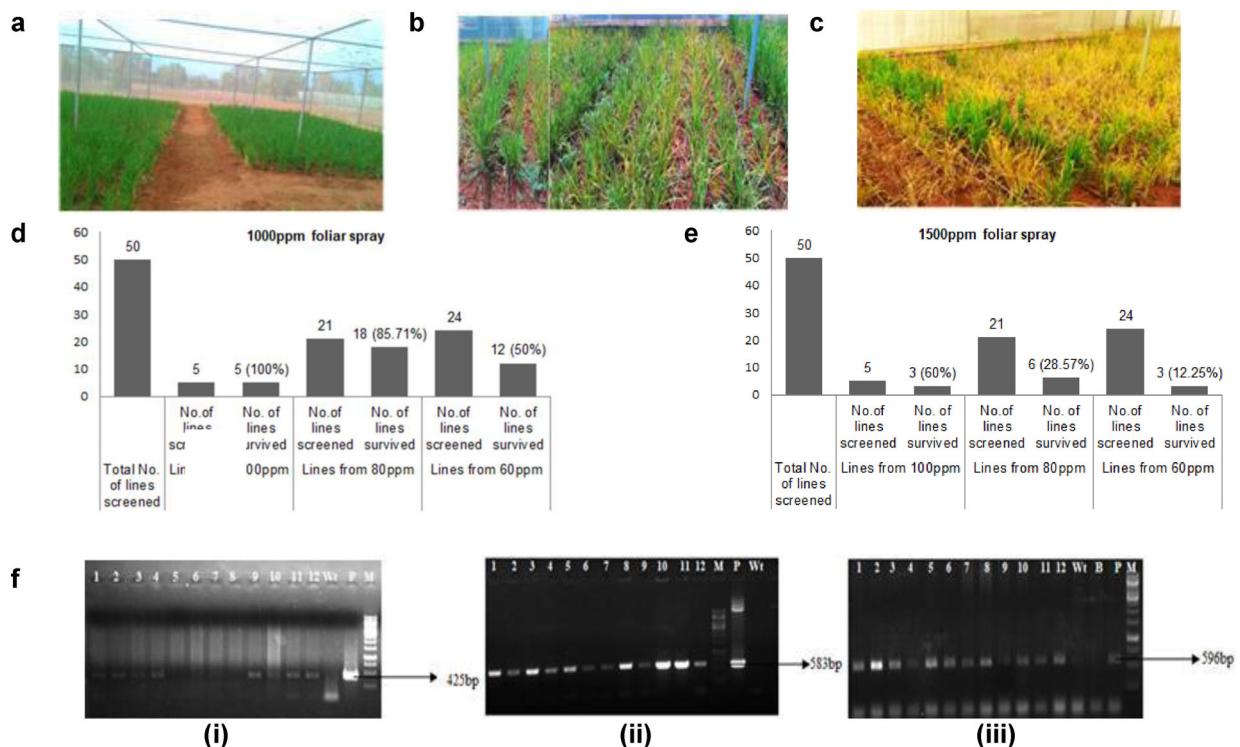 a
b
c
d
1000ppm foliar spray
60
50
40
30
20
10
0
50
5
5 (100%)
21
18 (85.71%)
24
12 (50%)
No.of lines
No. of lines survived
No.of lines screened
No. of lines survived
No.of lines screened
No. of lines survived
Total No. of lines screened
00ppm
Lines from 80ppm
Lines from 60ppm
e
1500ppm foliar spray
60
50
40
30
20
10
0
50
5
3 (60%)
21
6 (28.57%)
24
3 (12.25%)
No.of lines screened
No. of lines survived
No.of lines screened
No. of lines survived
No.of lines screened
No. of lines survived
Total No. of lines screened
Lines from 100ppm
Lines from 80ppm
Lines from 60ppm
f
1 2 3 4 5 6 7 8 9 10 11 12 Wt P M
425bp
(i)
1 2 3 4 5 6 7 8 9 10 11 12 M P Wt
583bp
(ii)
1 2 3 4 5 6 7 8 9 10 11 12 Wt B P M
596bp
(iii)